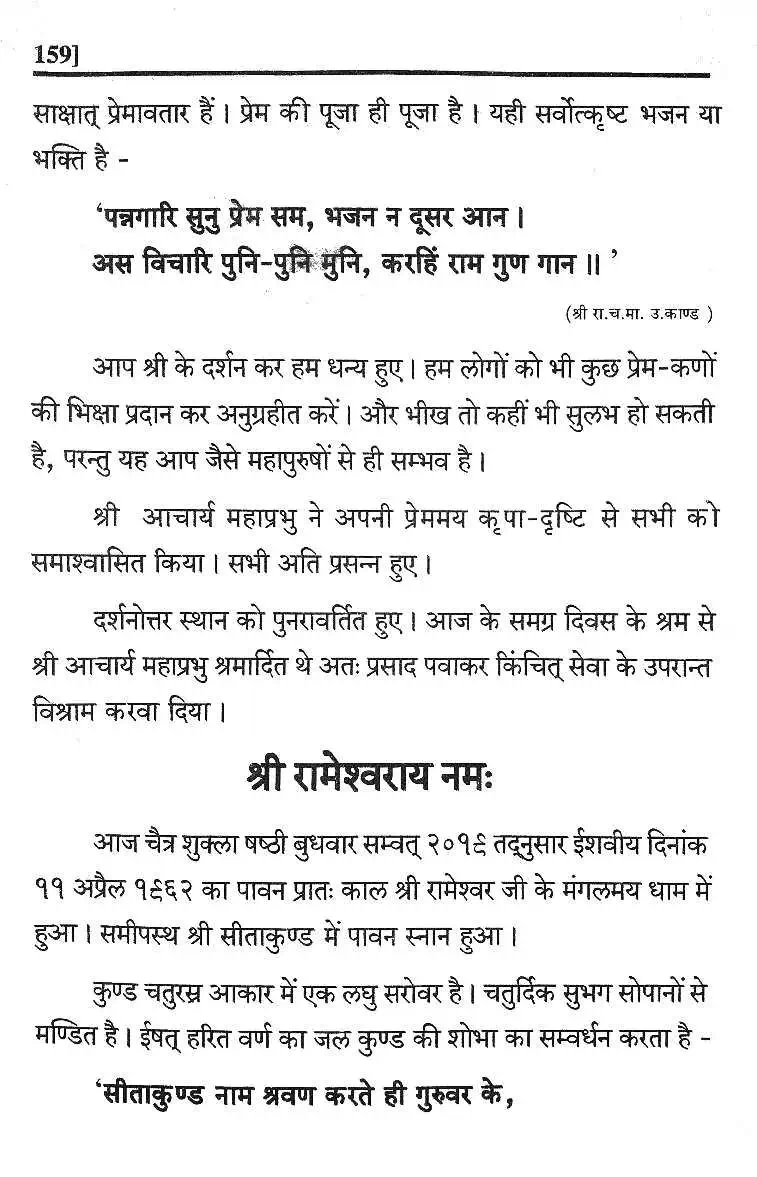 159]
साक्षात् प्रेमावतार हैं। प्रेम की पूजा ही पूजा है। यही सर्वोत्कृष्ट भजन या
भक्ति है -
‘पन्नगारि सुनु प्रेम सम, भजन न दूसर आन।
अस विचारि पुनि-पुनि मुनि, करहिं राम गुण गान॥ ’
(श्री रा.च.मा. उ.काण्ड )
आप श्री के दर्शन कर हम धन्य हुए। हम लोगों को भी कुछ प्रेम-कणों
की भिक्षा प्रदान कर अनुग्रहीत करें। और भीख तो कहीं भी सुलभ हो सकती
है, परन्तु यह आप जैसे महापुरुषों से ही सम्भव है।
श्री आचार्य महाप्रभु ने अपनी प्रेममय कृपा-दृष्टि से सभी को
समाश्वासित किया। सभी अति प्रसन्न हुए।
दर्शनोत्तर स्थान को पुनरावर्तित हुए। आज के समग्र दिवस के श्रम से
श्री आचार्य महाप्रभु श्रमार्दित थे अतः प्रसाद पवाकर किंचित् सेवा के उपरान्त
विश्राम करवा दिया।
श्री रामेश्वराय नमः
आज चैत्र शुक्ला षष्ठी बुधवार सम्वत् २०१९ तद्नुसार ईशवीय दिनांक
११ अप्रैल १९६२ का पावन प्रातः काल श्री रामेश्वर जी के मंगलमय धाम में
हुआ। समीपस्थ श्री सीताकुण्ड में पावन स्नान हुआ।
कुण्ड चतुरस्र आकार में एक लघु सरोवर है। चतुर्दिक सुभग सोपानों से
मण्डित है। ईषत् हरित वर्ण का जल कुण्ड की शोभा का सम्वर्धन करता है -
‘सीताकुण्ड नाम श्रवण करते ही गुरुवर के,